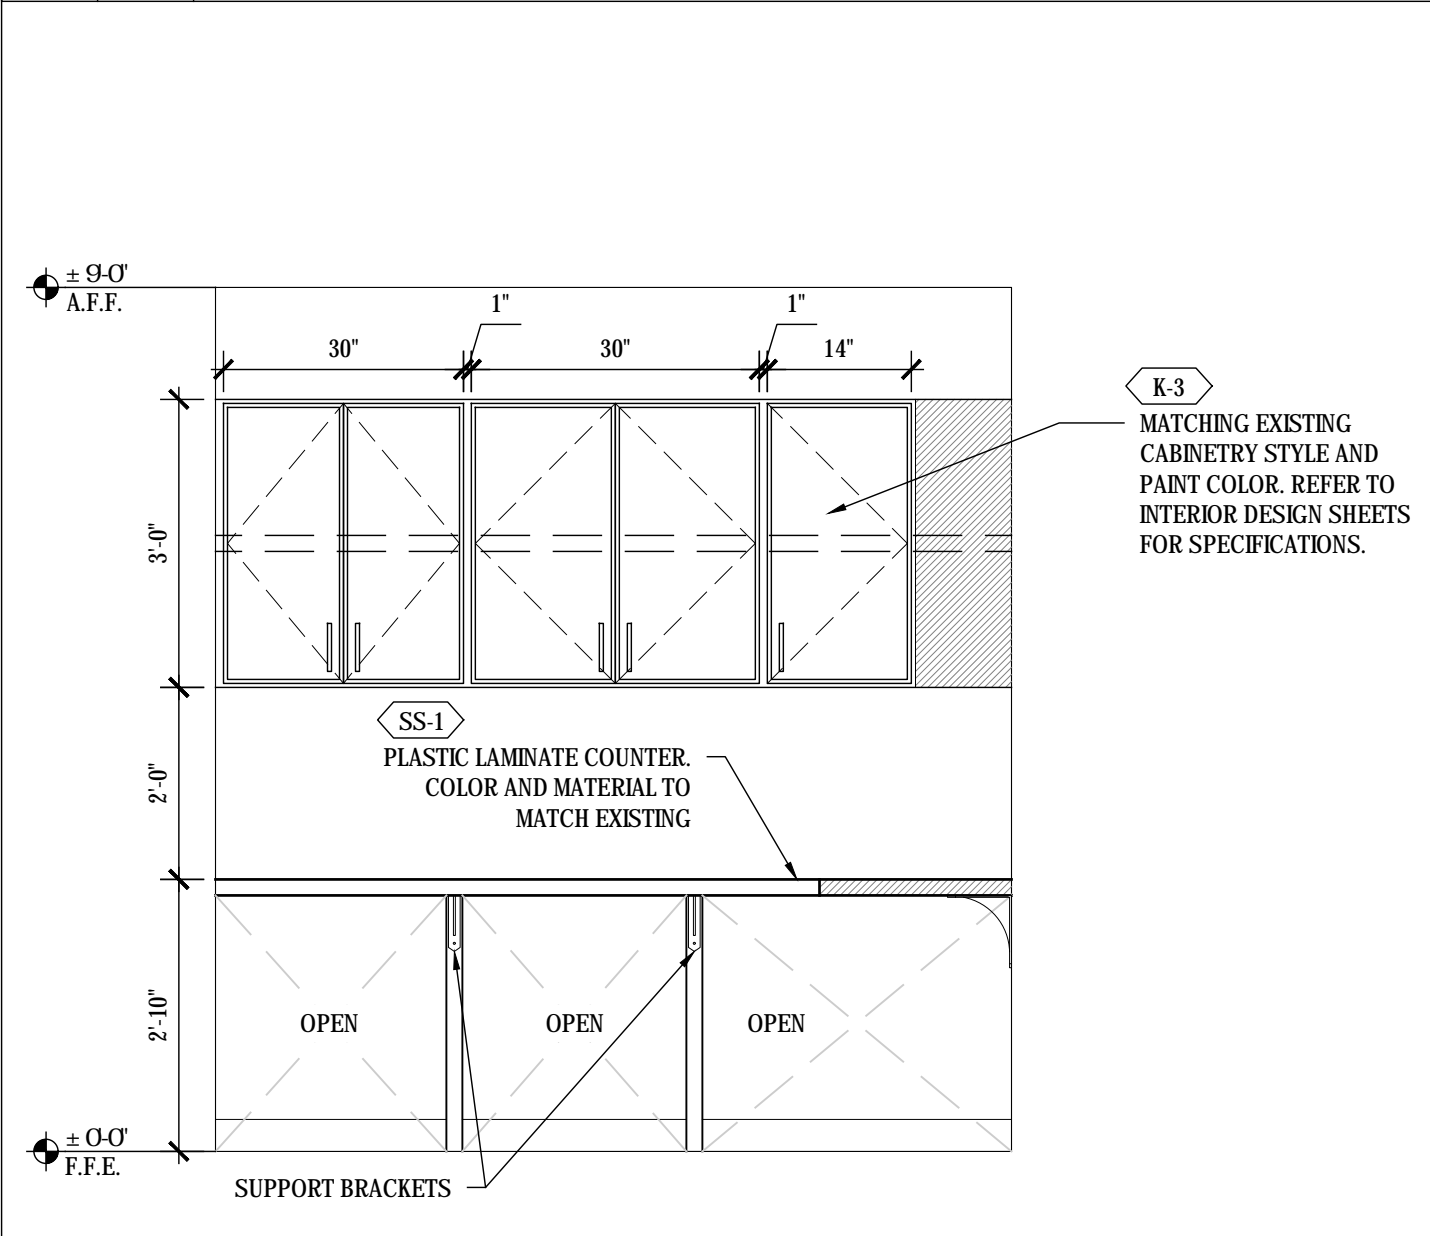 ± 9'-0"
A.F.F.
1"
1"
30"
30"
14"
K-3
MATCHING EXISTING
CABINETRY STYLE AND
PAINT COLOR. REFER TO
INTERIOR DESIGN SHEETS
FOR SPECIFICATIONS.
3'-0"
SS-1
PLASTIC LAMINATE COUNTER.
COLOR AND MATERIAL TO
MATCH EXISTING
2'-0"
2'-10"
OPEN
OPEN
OPEN
± 0'-0"
F.F.E.
SUPPORT BRACKETS